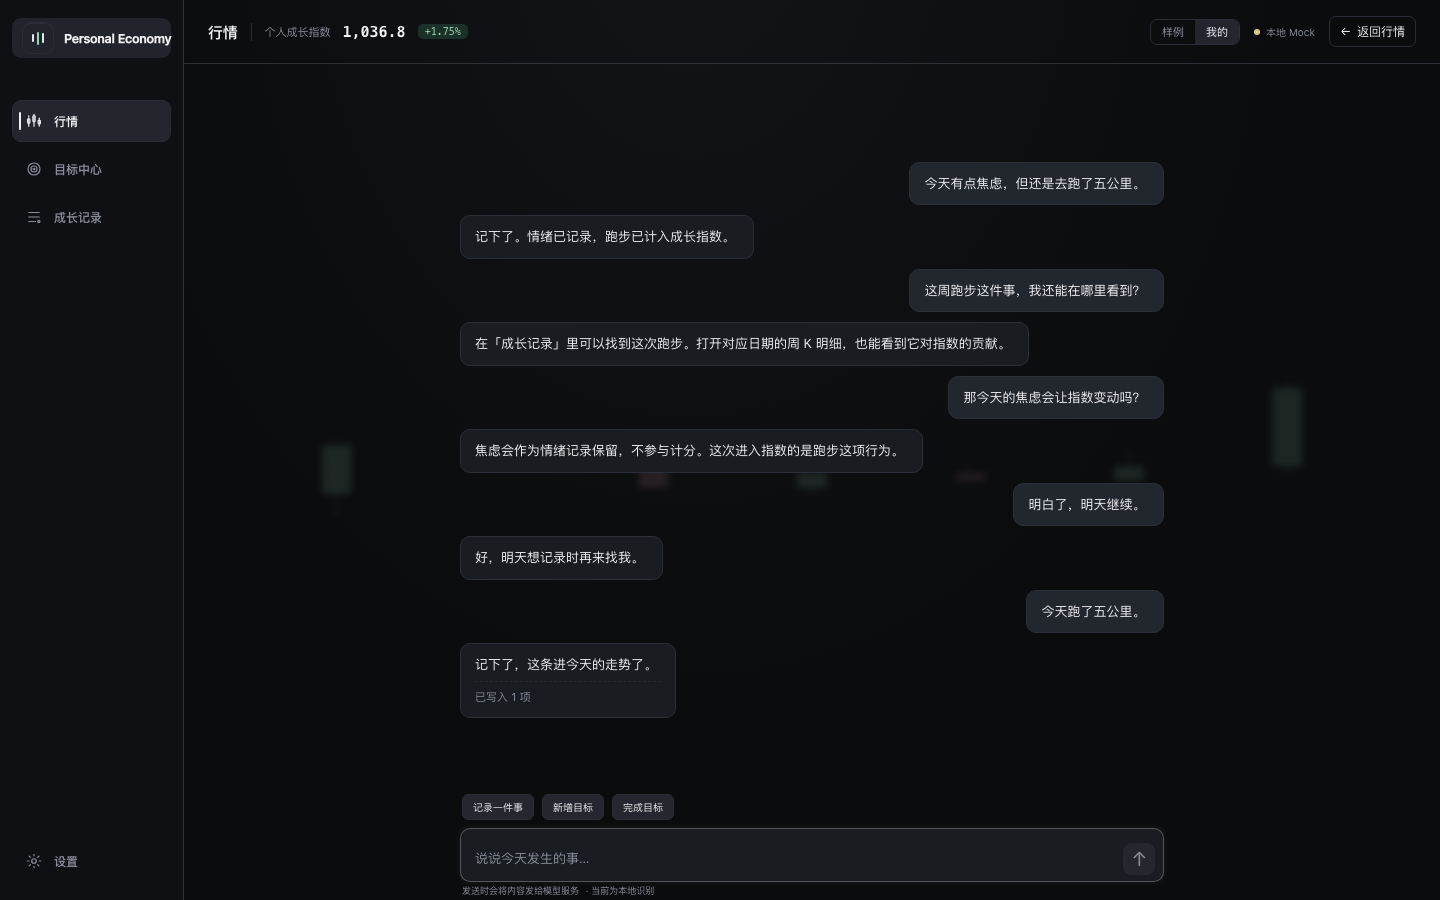 Personal Economy
行情
目标中心
成长记录
设置
行情
个人成长指数 1,036.8 +1.75%
样例 我的
本地 Mock
← 返回行情
今天有点焦虑，但还是去跑了五公里。
记下了。情绪已记录，跑步已计入成长指数。
这周跑步这件事，我还能在哪里看到？
在「成长记录」里可以找到这次跑步。打开对应日期的周 K 明细，也能看到它对指数的贡献。
那今天的焦虑会让指数变动吗？
焦虑会作为情绪记录保留，不参与计分。这次进入指数的是跑步这项行为。
明白了，明天继续。
好，明天想记录时再来找我。
今天跑了五公里。
记下了，这条进今天的走势了。
已写入 1 项
记录一件事 新增目标 完成目标
说说今天发生的事...
发送时会将内容发给模型服务 · 当前为本地识别